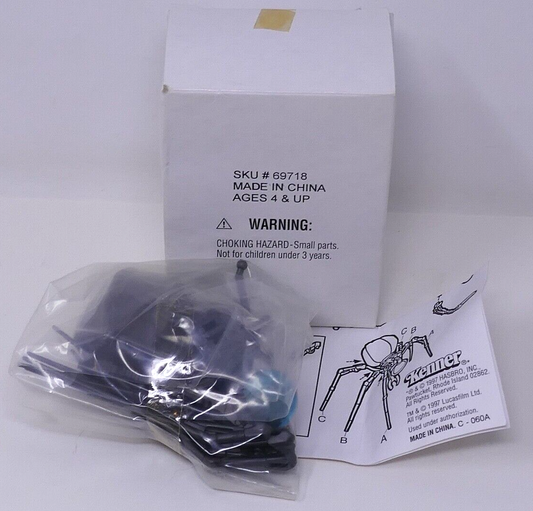 SKU # 69718
MADE IN CHINA
AGES 4 & UP
WARNING:
CHOKING HAZARD-Small parts.
Not for children under 3 years.
C B A
Kenner®
® & © 1997 HASBRO, INC.,
Pawtucket, Rhode Island 02862.
All Rights Reserved.
TM & © 1997 Lucasfilm Ltd.
All Rights Reserved.
Used under authorization.
MADE IN CHINA. C - 060A
C
B
A